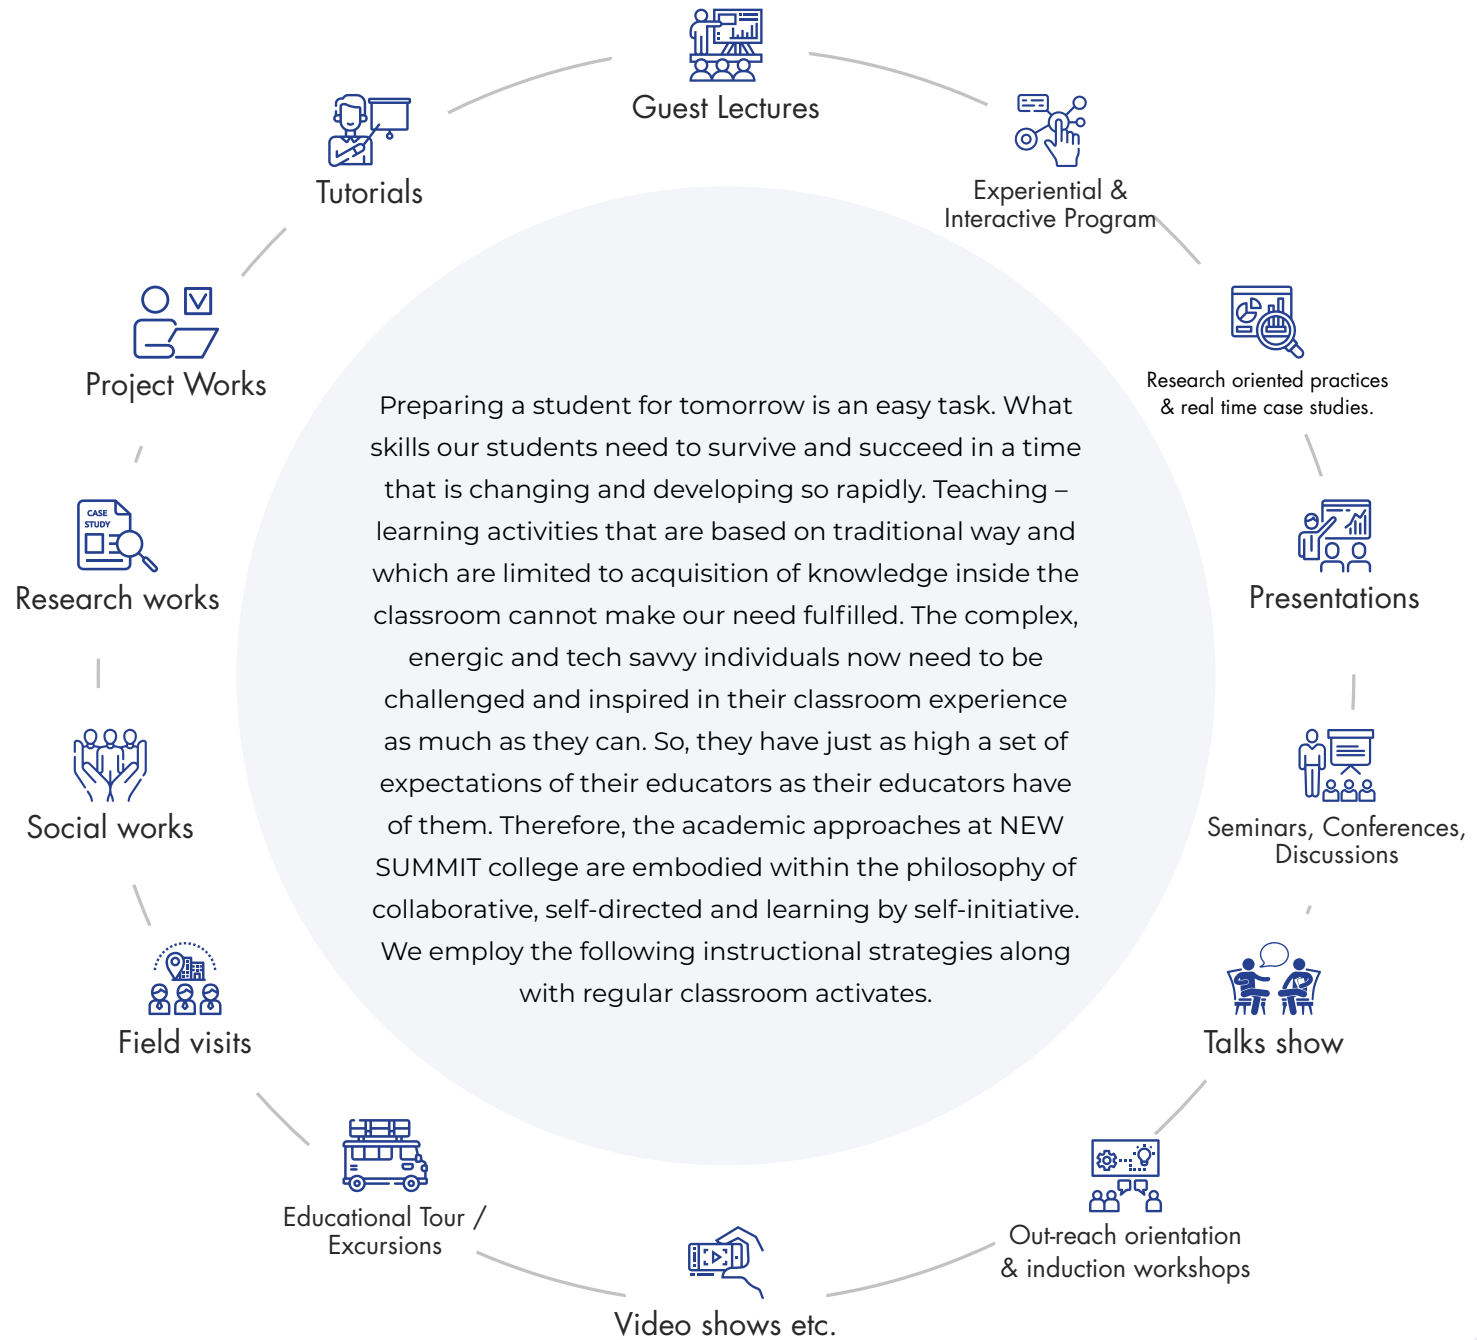 Guest Lectures
Experiential &
Interactive Program
Research oriented practices
& real time case studies.
Presentations
Seminars, Conferences,
Discussions
Talks show
Out-reach orientation
& induction workshops
Video shows etc.
Educational Tour /
Excursions
Field visits
Social works
CASE
STUDY
Research works
Project Works
Tutorials
Preparing a student for tomorrow is an easy task. What
skills our students need to survive and succeed in a time
that is changing and developing so rapidly. Teaching –
learning activities that are based on traditional way and
which are limited to acquisition of knowledge inside the
classroom cannot make our need fulfilled. The complex,
energic and tech savvy individuals now need to be
challenged and inspired in their classroom experience
as much as they can. So, they have just as high a set of
expectations of their educators as their educators have
of them. Therefore, the academic approaches at NEW
SUMMIT college are embodied within the philosophy of
collaborative, self-directed and learning by self-initiative.
We employ the following instructional strategies along
with regular classroom activates.